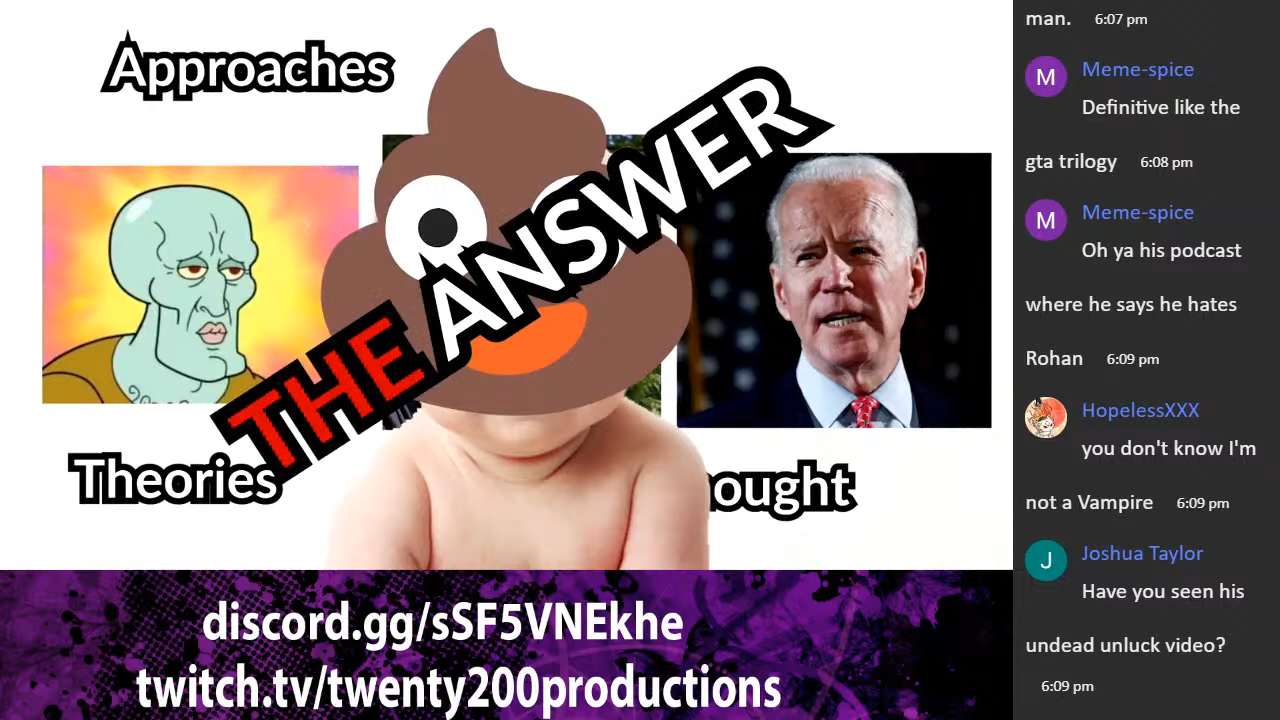 Approaches
THE ANSWER
Theories
ought
discord.gg/sSF5VNEkhe
twitch.tv/twenty200productions
man. 6:07 pm
M Meme-spice
Definitive like the
gta trilogy 6:08 pm
M Meme-spice
Oh ya his podcast
where he says he hates
Rohan 6:09 pm
HopelessXXX
you don't know I'm
not a Vampire 6:09 pm
J Joshua Taylor
Have you seen his
undead unluck video?
6:09 pm